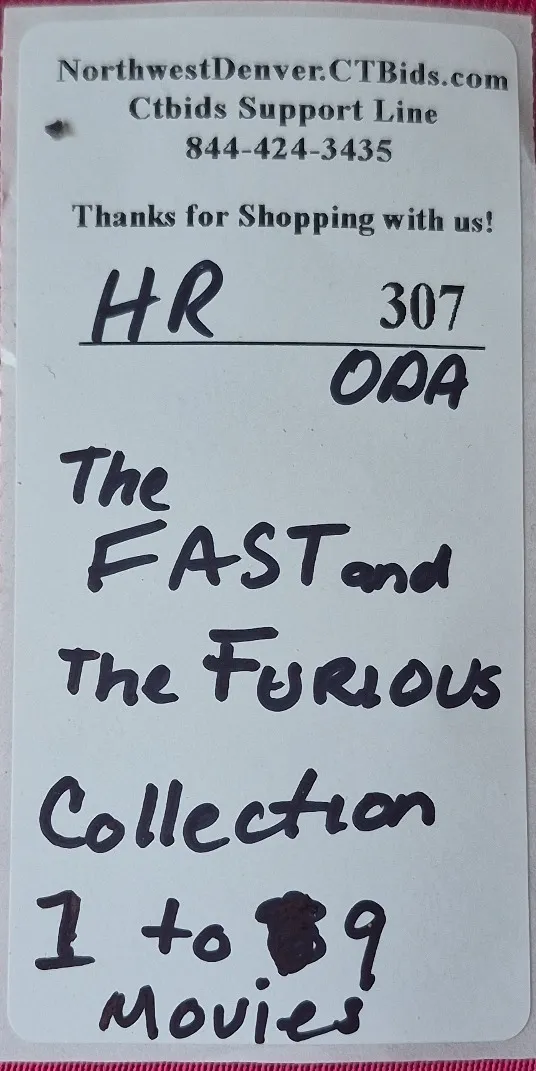 NorthwestDenver.CTBids.com
Ctbids Support Line
844-424-3435
Thanks for Shopping with us!
HR 307
ODA
The
FAST and
The FURIOUS
Collection
1 to 9
Movies